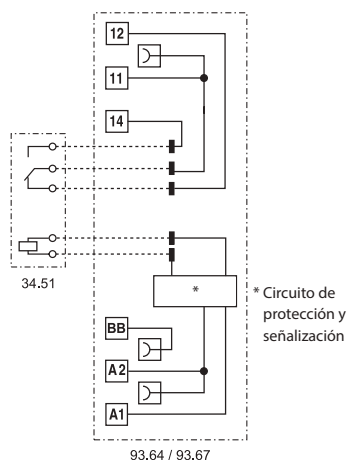 12
11
14
34.51
*
* Circuito de
protección y
señalización
BB
A2
A1
93.64 / 93.67